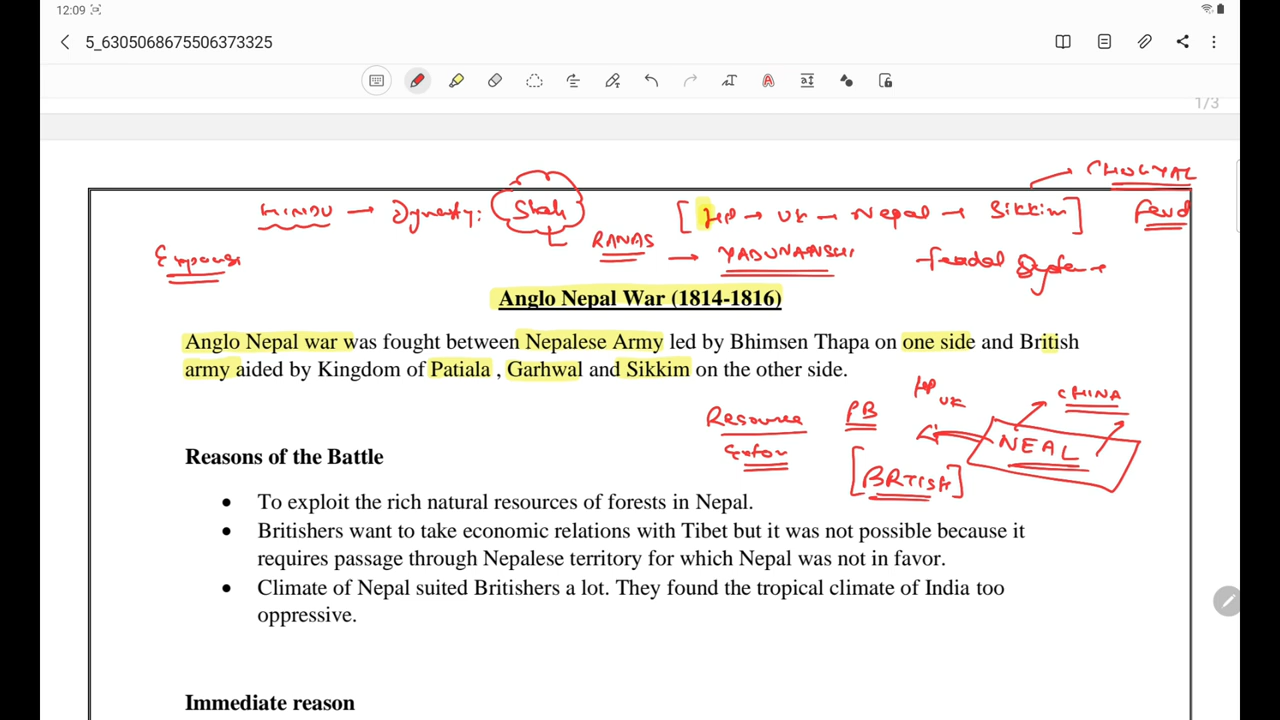 12:09
5_6305068675506373325
1/3
CHOGYAL
HINDU → Dynasty: Shah [HP → UK → Nepal → Sikkim] Feud
RANAS → YADUVANSHI
Feudal System
Anglo Nepal War (1814-1816)
Anglo Nepal war was fought between Nepalese Army led by Bhimsen Thapa on one side and British
army aided by Kingdom of Patiala , Garhwal and Sikkim on the other side.
HP UK
CHINA
Resource PB
NEAL
[BRTISH]
Reasons of the Battle
• To exploit the rich natural resources of forests in Nepal.
• Britishers want to take economic relations with Tibet but it was not possible because it
requires passage through Nepalese territory for which Nepal was not in favor.
• Climate of Nepal suited Britishers a lot. They found the tropical climate of India too
oppressive.
Immediate reason